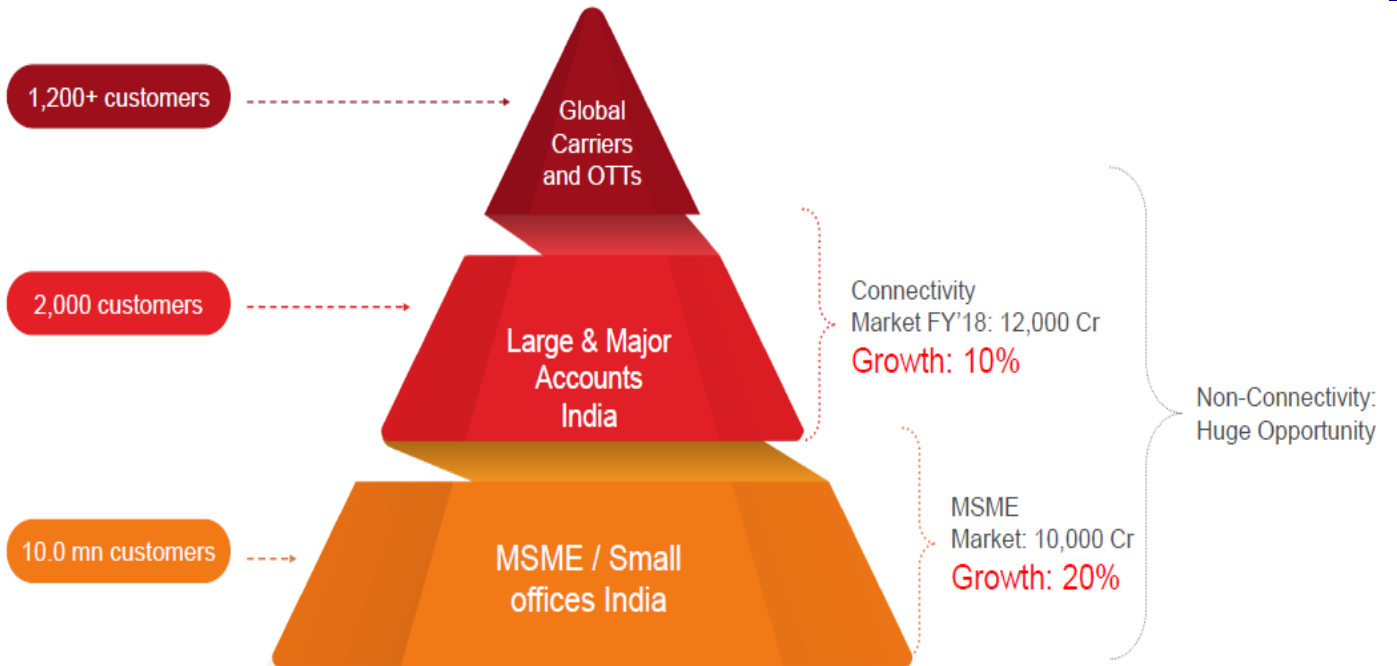 1,200+ customers
Global
Carriers
and OTTs
2,000 customers
Large & Major
Accounts
India
Connectivity
Market FY'18: 12,000 Cr
Growth: 10%
Non-Connectivity:
Huge Opportunity
10.0 mn customers
MSME / Small
offices India
MSME
Market: 10,000 Cr
Growth: 20%